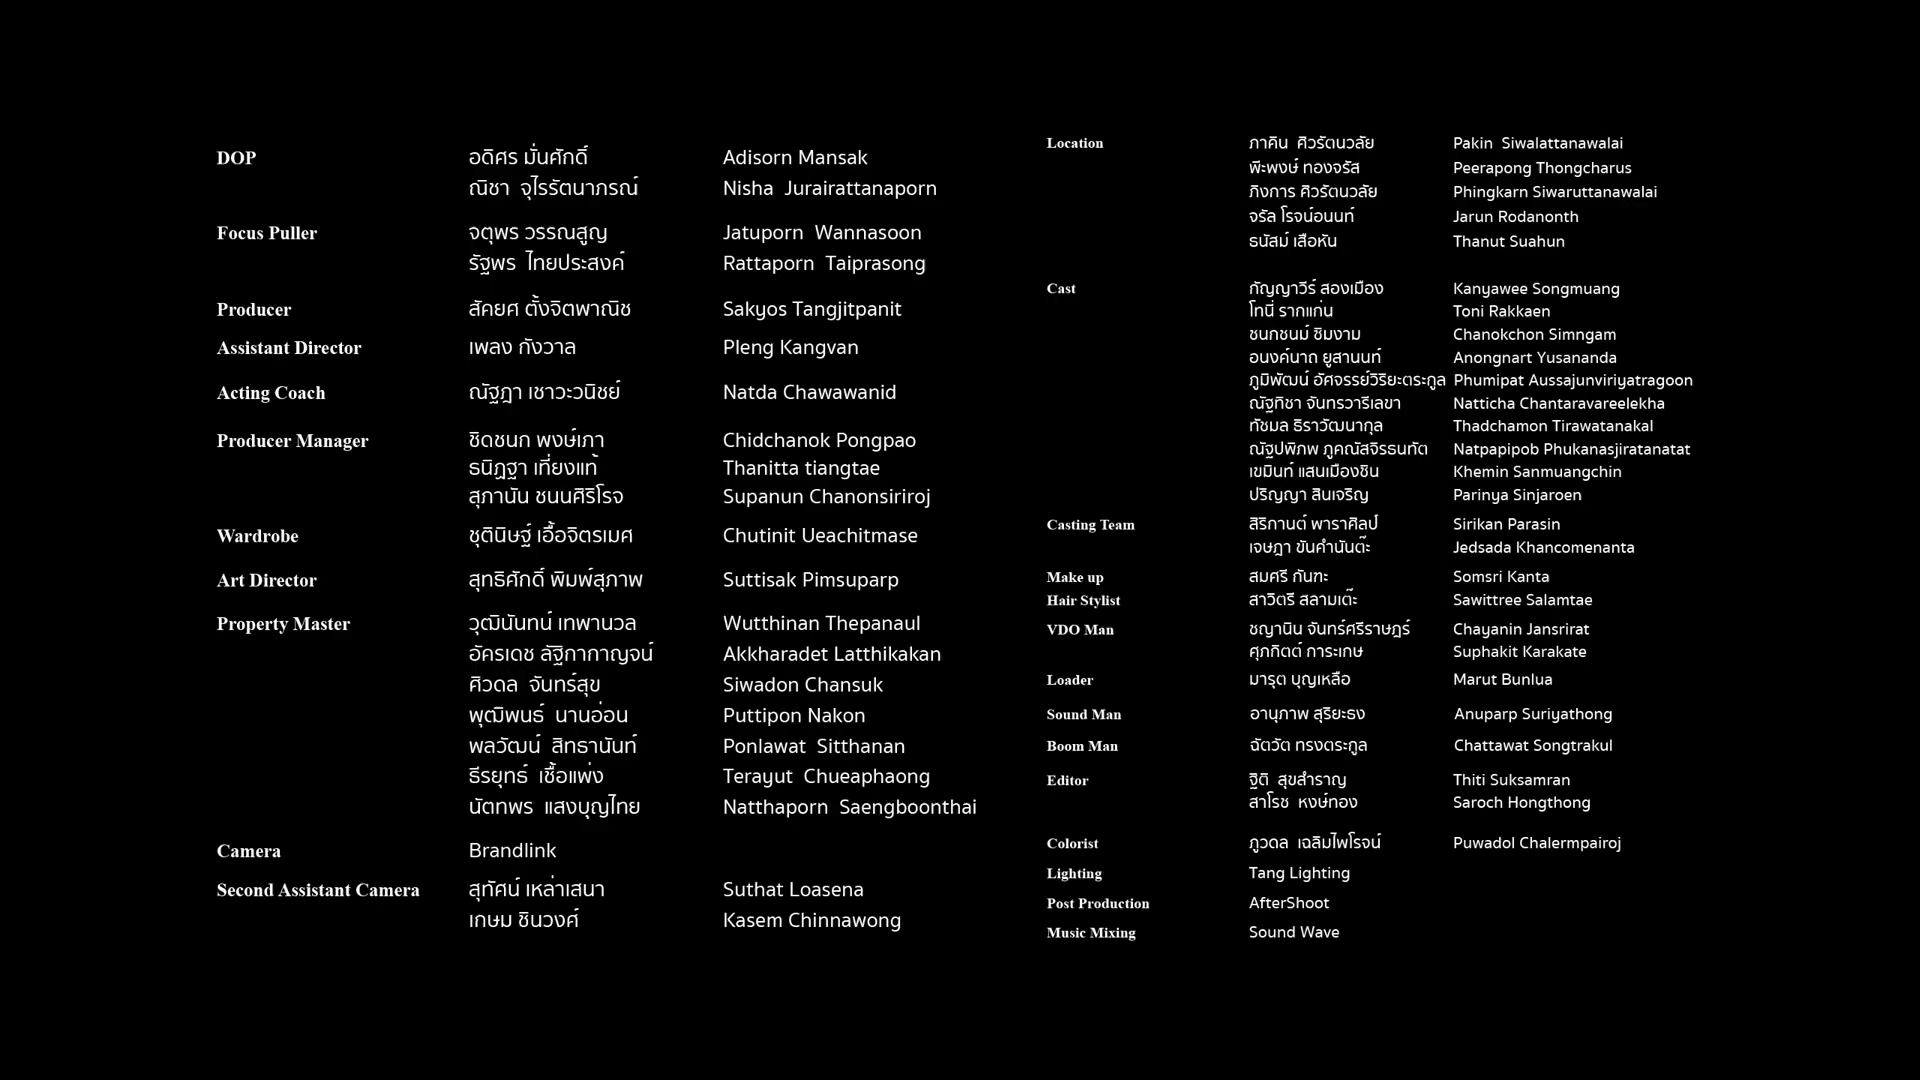 DOP อดิศร มั่นศักดิ์ Adisorn Mansak
ณิชา จุไรรัตนาภรณ์ Nisha Jurairattanaporn
Focus Puller จตุพร วรรณสูญ Jatuporn Wannasoon
รัฐพร ไทยประสงค์ Rattaporn Taiprasong
Producer สัคยศ ตั้งจิตพาณิช Sakyos Tangjitpanit
Assistant Director เพลง กังวาล Pleng Kangvan
Acting Coach ณัฐฎา เชาวะวนิชย์ Natda Chawawanid
Producer Manager ชิดชนก พงษ์เภา Chidchanok Pongpao
ธนิฏฐา เที่ยงแท้ Thanitta tiangtae
สุภานัน ชนนศิริโรจ Supanun Chanonsiriroj
Wardrobe ชุตินิษฐ์ เอื้อจิตรเมศ Chutinit Ueachitmase
Art Director สุทธิศักดิ์ พิมพ์สุภาพ Suttisak Pimsuparp
Property Master วุฒินันทน์ เทพานวล Wutthinan Thepanaul
อัครเดช ลัฐิกากาญจน์ Akkharadet Latthikakan
ศิวดล จันทร์สุข Siwadon Chansuk
พุฒิพนธ์ นานอ่อน Puttipon Nakon
พลวัฒน์ สิทธานันท์ Ponlawat Sitthanan
ธีรยุทธ์ เชื้อแพ่ง Terayut Chueaphaong
นัตทพร แสงบุญไทย Natthaporn Saengboonthai
Camera Brandlink
Second Assistant Camera สุทัศน์ เหล่าเสนา Suthat Loasena
เกษม ชินวงศ์ Kasem Chinnawong
Location ภาคิน ศิวรัตนวลัย Pakin Siwalattanawalai
พีะพงษ์ ทองจรัส Peerapong Thongcharus
ภิงการ ศิวรัตนวลัย Phingkarn Siwaruttanawalai
จรัล โรจน์อนนท์ Jarun Rodanonth
ธนัสม์ เสือหัน Thanut Suahun
Cast กัญญาวีร์ สองเมือง Kanyawee Songmuang
โทนี่ รากแก่น Toni Rakkaen
ชนกชนม์ ชิมงาม Chanokchon Simngam
อนงค์นาถ ยูสานนท์ Anongnart Yusananda
ภูมิพัฒน์ อัศจรรย์วิริยะตระกูล Phumipat Aussajunviriyatragoon
ณัฐทิชา จันทรวารีเลขา Natticha Chantaravareelekha
ทัชมล ธิราวัฒนากุล Thadchamon Tirawatanakal
ณัฐปพิภพ ภูคณัสจิรธนทัต Natpapipob Phukanasjiratanatat
เขมินท์ แสนเมืองชิน Khemin Sanmuangchin
ปริญญา สินเจริญ Parinya Sinjaroen
Casting Team สิริกานต์ พาราศิลป์ Sirikan Parasin
เจษฎา ขันคำนันต๊ะ Jedsada Khancomenanta
Make up สมศรี กันฑะ Somsri Kanta
Hair Stylist สาวิตรี สลามเต๊ะ Sawittree Salamtae
VDO Man ชญานิน จันทร์ศรีราษฎร์ Chayanin Jansrirat
ศุภกิตต์ การะเกษ Suphakit Karakate
Loader มารุต บุญเหลือ Marut Bunlua
Sound Man อานุภาพ สุริยะธง Anuparp Suriyathong
Boom Man ฉัตวัต ทรงตระกูล Chattawat Songtrakul
Editor ฐิติ สุขสำราญ Thiti Suksamran
สาโรช หงษ์ทอง Saroch Hongthong
Colorist ภูวดล เฉลิมไพโรจน์ Puwadol Chalermpairoj
Lighting Tang Lighting
Post Production AfterShoot
Music Mixing Sound Wave